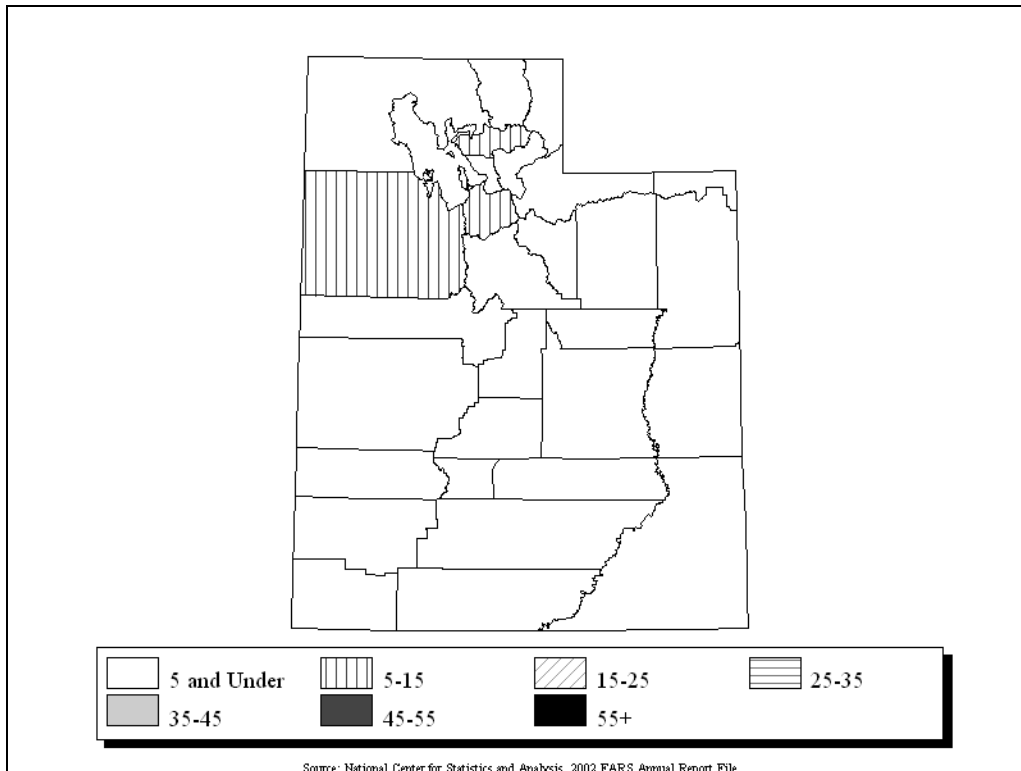 5 and Under 5-15 15-25 25-35
35-45 45-55 55+
Source: National Center for Statistics and Analysis, 2002 FARS Annual Report File